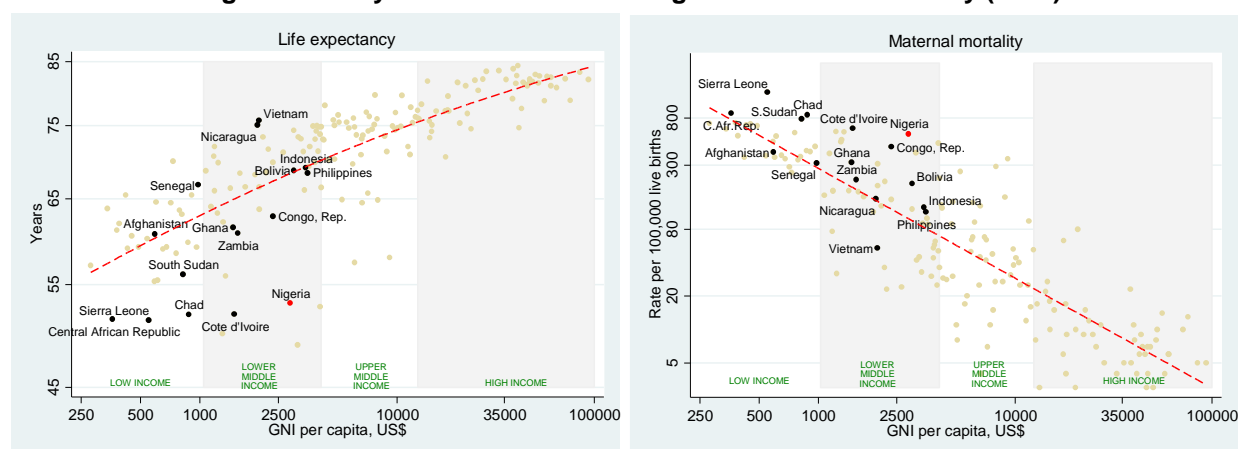 Life expectancy
85
75
65
55
45
Years
Vietnam
Nicaragua
Indonesia
Bolivia
Philippines
Senegal
Congo, Rep.
Afghanistan
Ghana
Zambia
South Sudan
Nigeria
Sierra Leone
Chad
Central African Republic
Cote d'Ivoire
LOW INCOME
LOWER
MIDDLE
INCOME
UPPER
MIDDLE
INCOME
HIGH INCOME
250 500 1000 2500 10000 35000 100000
GNI per capita, US$
Maternal mortality
800
300
80
20
5
Rate per 100,000 live births
Sierra Leone
S.Sudan
Chad
C.Afr.Rep.
Cote d'Ivoire
Nigeria
Afghanistan
Ghana
Congo, Rep.
Senegal
Zambia
Bolivia
Nicaragua
Indonesia
Philippines
Vietnam
LOW INCOME
LOWER
MIDDLE
INCOME
UPPER
MIDDLE
INCOME
HIGH INCOME
250 500 1000 2500 10000 35000 100000
GNI per capita, US$